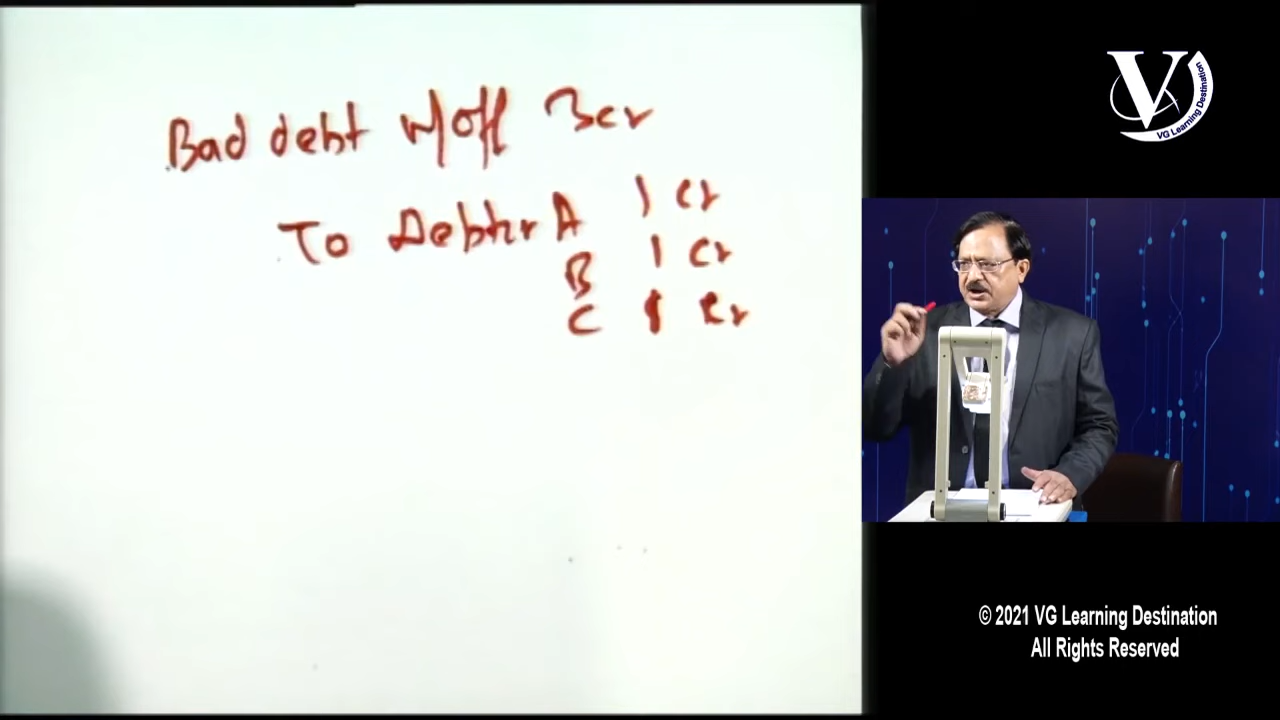 Bad debt w/off 3cr
To Debtor A 1 cr
B 1 cr
C 1 cr
V
VG Learning Destination
© 2021 VG Learning Destination
All Rights Reserved